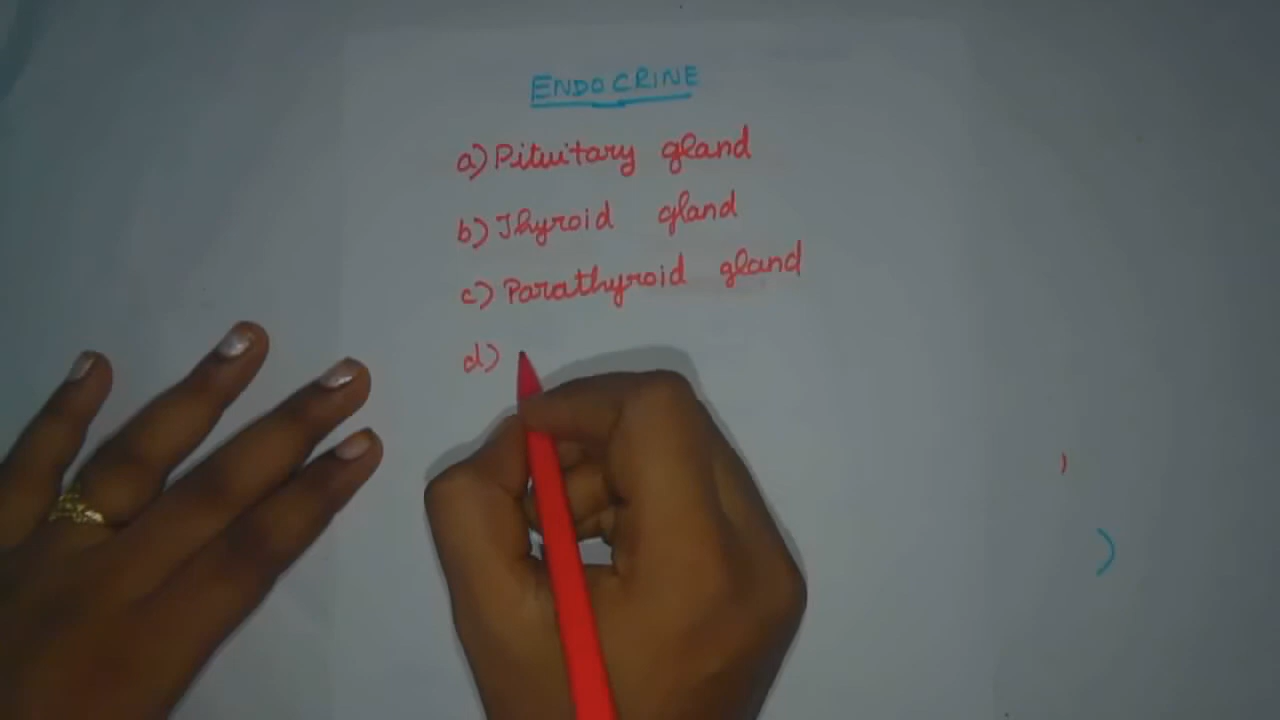 ENDOCRINE
a) Pituitary gland
b) Thyroid gland
c) Parathyroid gland
d)